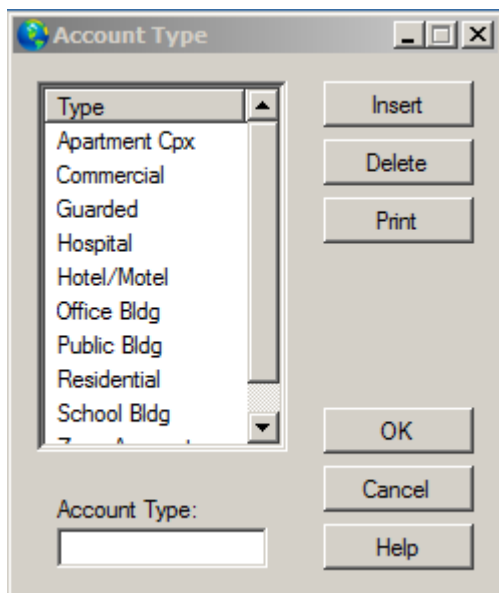 Account Type
Type
Apartment Cpx
Commercial
Guarded
Hospital
Hotel/Motel
Office Bldg
Public Bldg
Residential
School Bldg
Insert
Delete
Print
OK
Cancel
Help
Account Type: